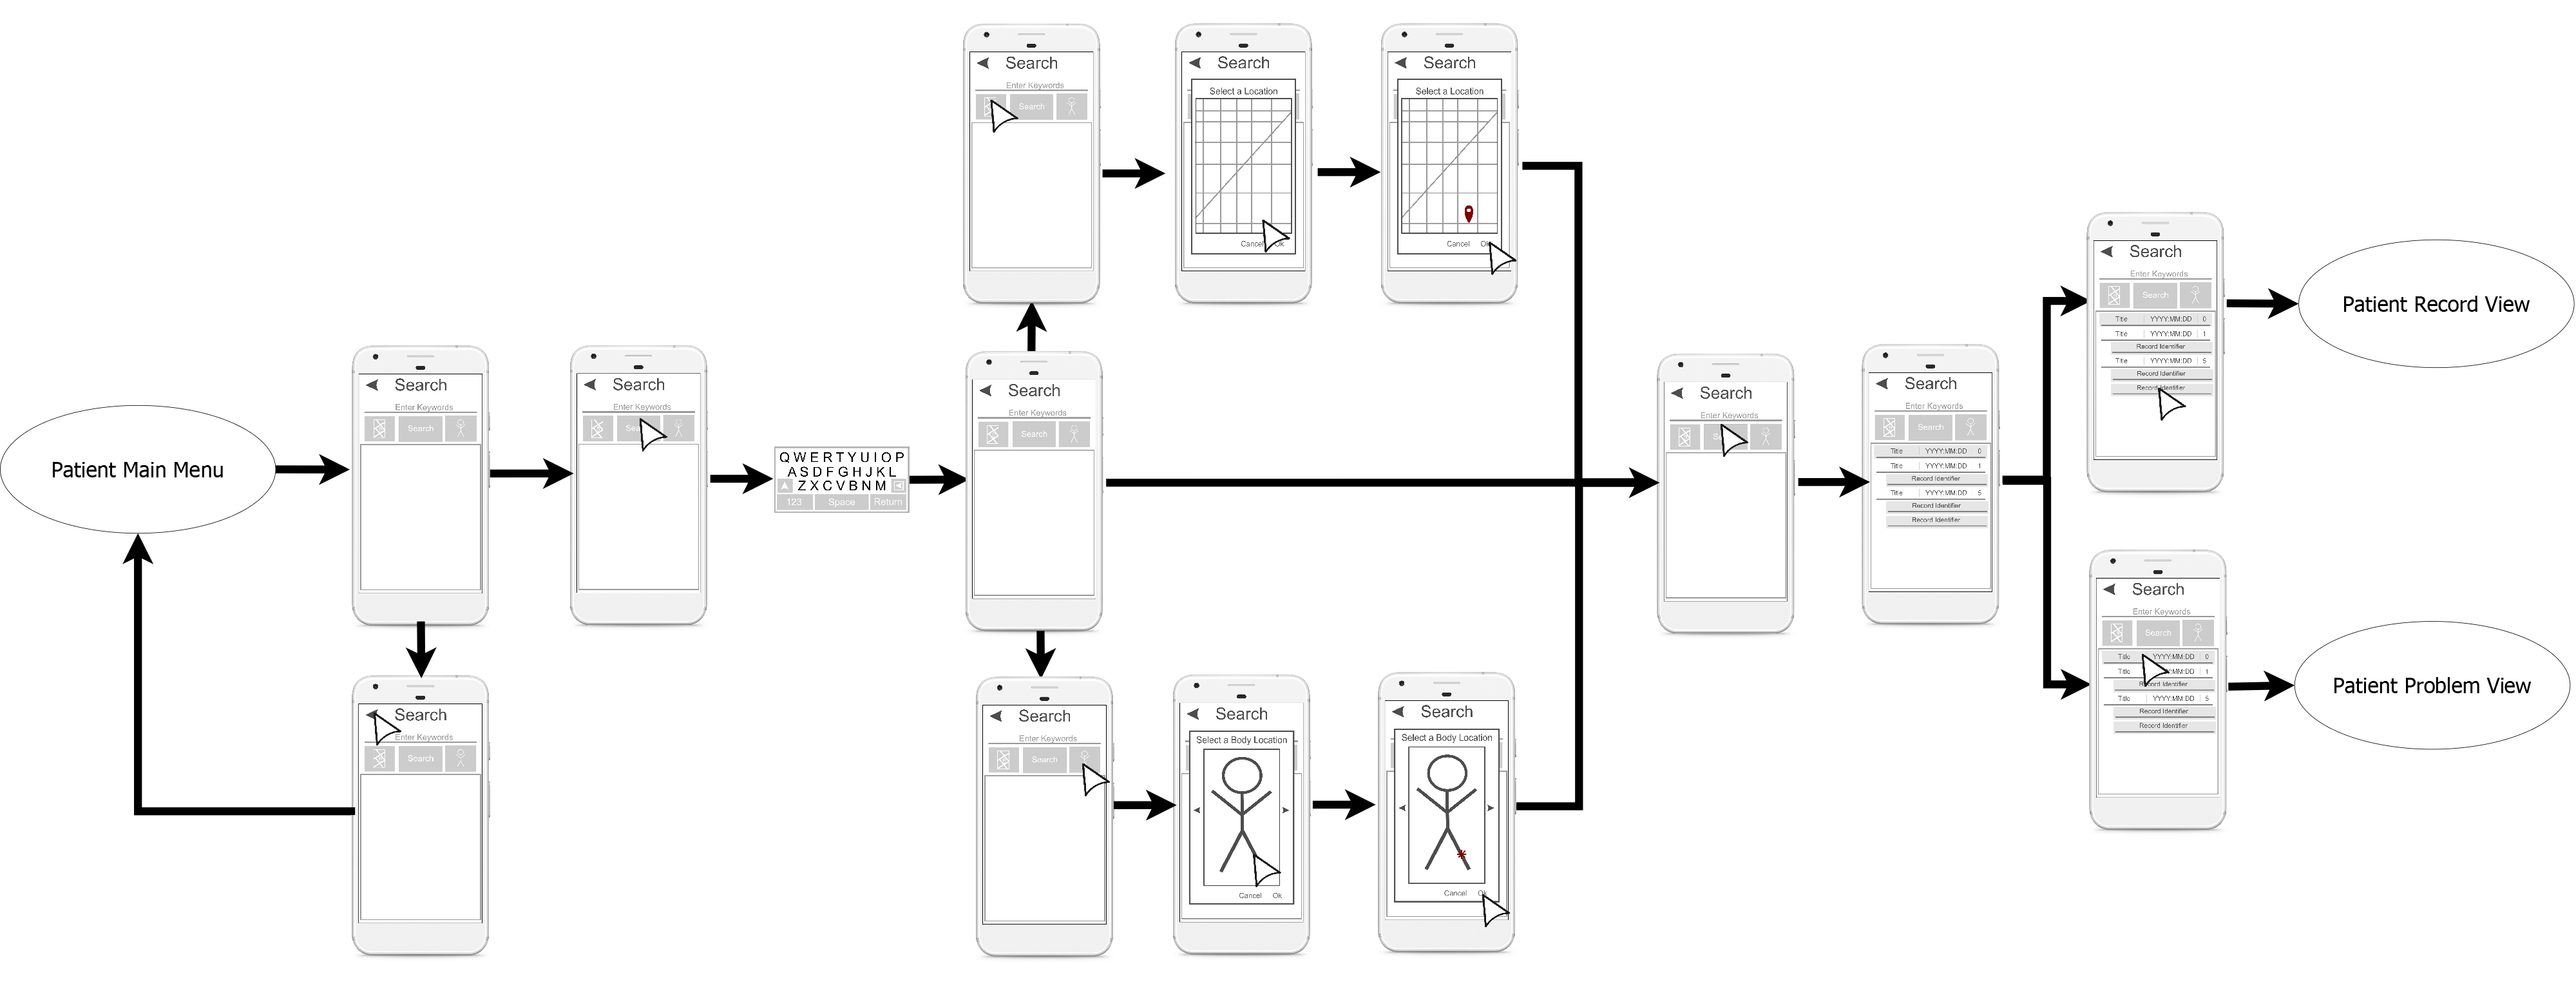 Search
Enter Keywords
Search
Search
Select a Location
Cancel Ok
Search
Select a Location
Cancel
Patient Main Menu
Search
Enter Keywords
Search
Search
Enter Keywords
QWERTYUIOP
ASDFGHJKL
ZXCVBNM
123 Space Return
Search
Enter Keywords
Search
Search
Enter Keywords
Search
Enter Keywords
Search
Title YYYY:MM:DD 0
Title YYYY:MM:DD 1
Record Identifier
Title YYYY:MM:DD 5
Record Identifier
Record Identifier
Search
Enter Keywords
Search
Title YYYY:MM:DD 0
Title YYYY:MM:DD 1
Record Identifier
Title YYYY:MM:DD 5
Record Identifier
Record Identifier
Patient Record View
Search
Enter Keywords
Search
Search
Enter Keywords
Search
Search
Select a Body Location
Cancel Ok
Search
Select a Body Location
Cancel Ok
Search
Enter Keywords
Search
Title YYYY:MM:DD 0
Title YYYY:MM:DD 1
Record Identifier
Title YYYY:MM:DD 5
Record Identifier
Record Identifier
Patient Problem View